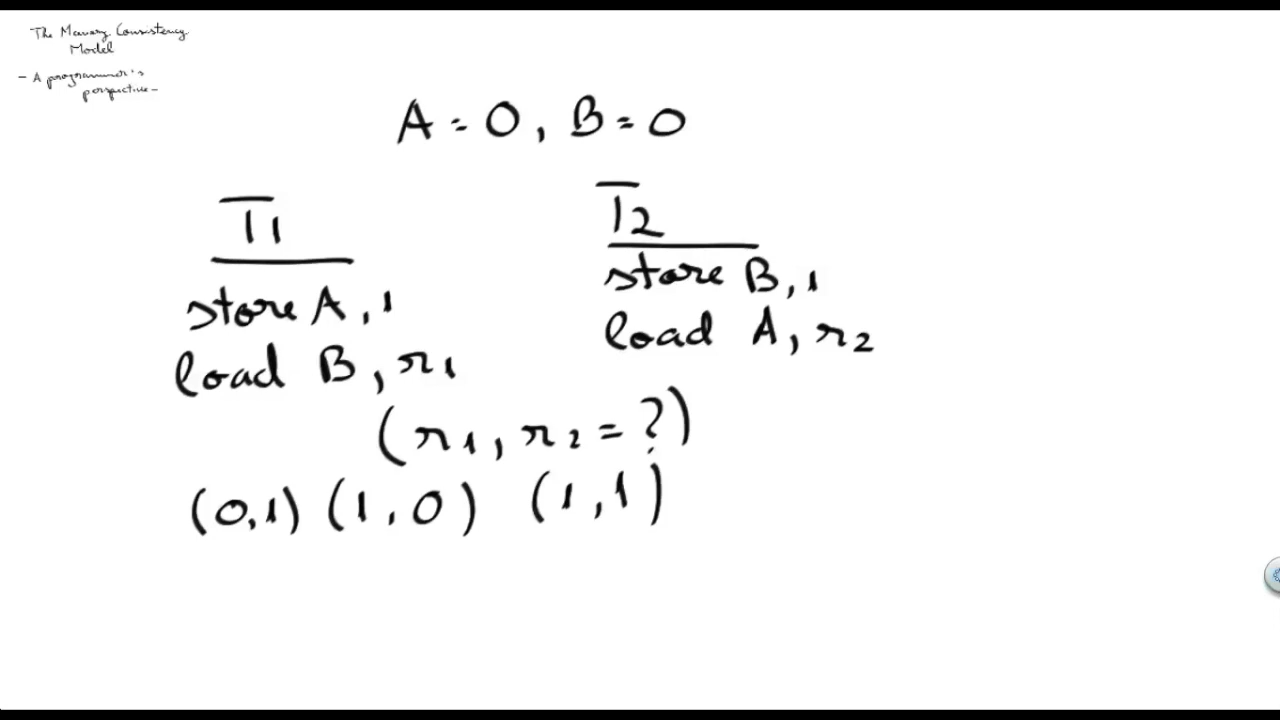 The Memory Consistency
Model
- A programmer's
perspective -
A = 0, B = 0
T1
store A, 1
load B, r1
T2
store B, 1
load A, r2
(r1, r2 = ?)
(0,1) (1,0) (1,1)